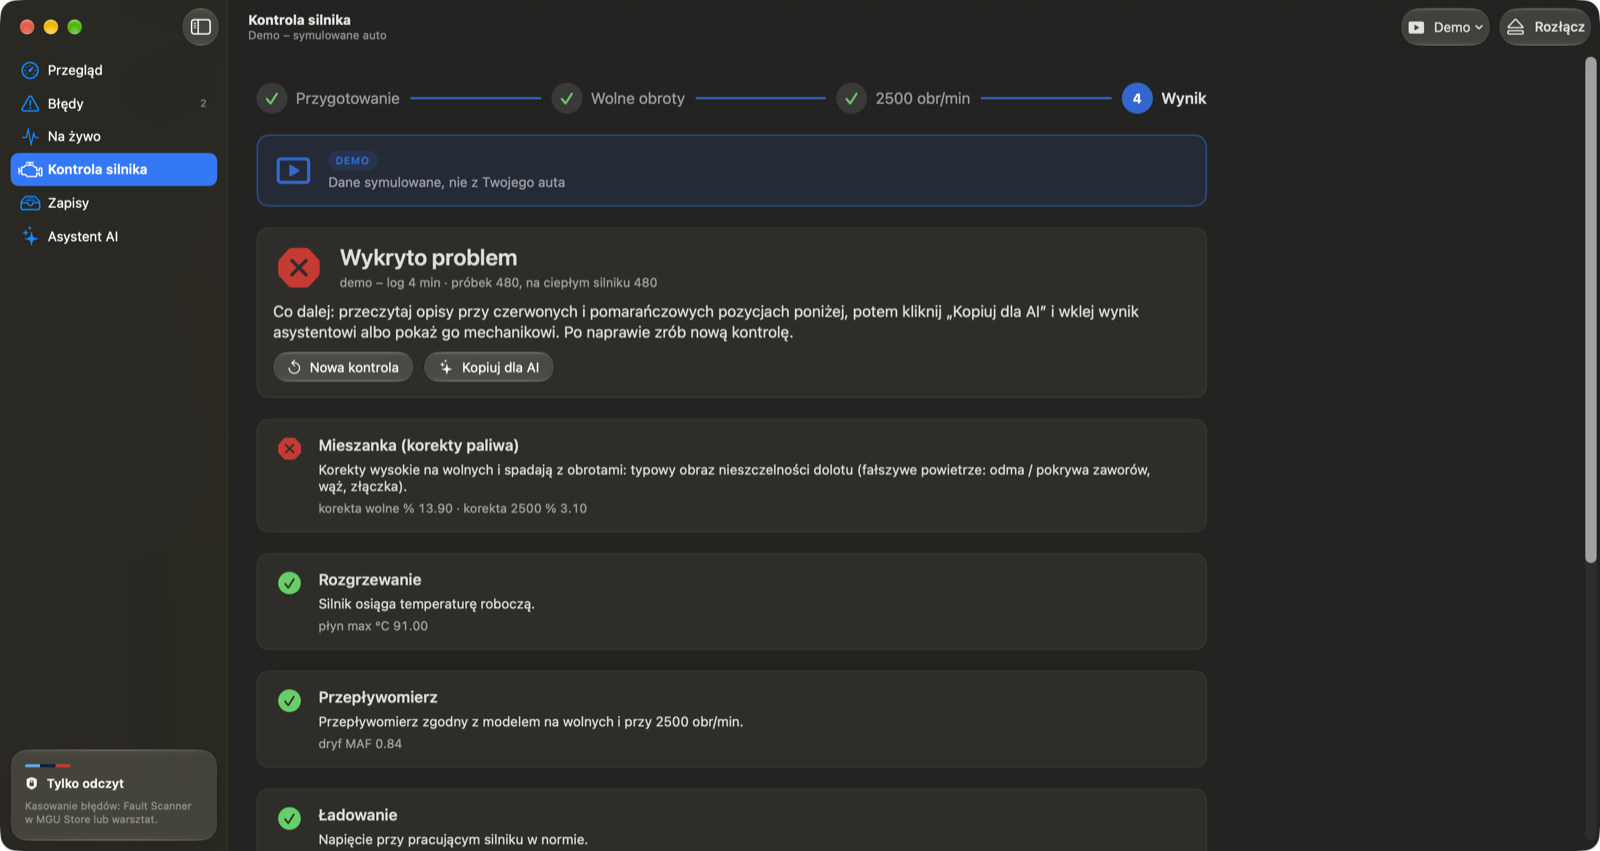 Kontrola silnika
Demo – symulowane auto
Demo
Rozłącz
Przegląd
Błędy
2
Na żywo
Kontrola silnika
Zapisy
Asystent AI
Przygotowanie
Wolne obroty
2500 obr/min
4
Wynik
DEMO
Dane symulowane, nie z Twojego auta
Wykryto problem
demo – log 4 min · próbek 480, na ciepłym silniku 480
Co dalej: przeczytaj opisy przy czerwonych i pomarańczowych pozycjach poniżej, potem kliknij „Kopiuj dla AI” i wklej wynik
asystentowi albo pokaż go mechanikowi. Po naprawie zrób nową kontrolę.
Nowa kontrola
Kopiuj dla AI
Mieszanka (korekty paliwa)
Korekty wysokie na wolnych i spadają z obrotami: typowy obraz nieszczelności dolotu (fałszywe powietrze: odma / pokrywa zaworów,
wąż, złączka).
korekta wolne % 13.90 · korekta 2500 % 3.10
Rozgrzewanie
Silnik osiąga temperaturę roboczą.
płyn max °C 91.00
Przepływomierz
Przepływomierz zgodny z modelem na wolnych i przy 2500 obr/min.
dryf MAF 0.84
Ładowanie
Napięcie przy pracującym silniku w normie.
Tylko odczyt
Kasowanie błędów: Fault Scanner
w MGU Store lub warsztat.